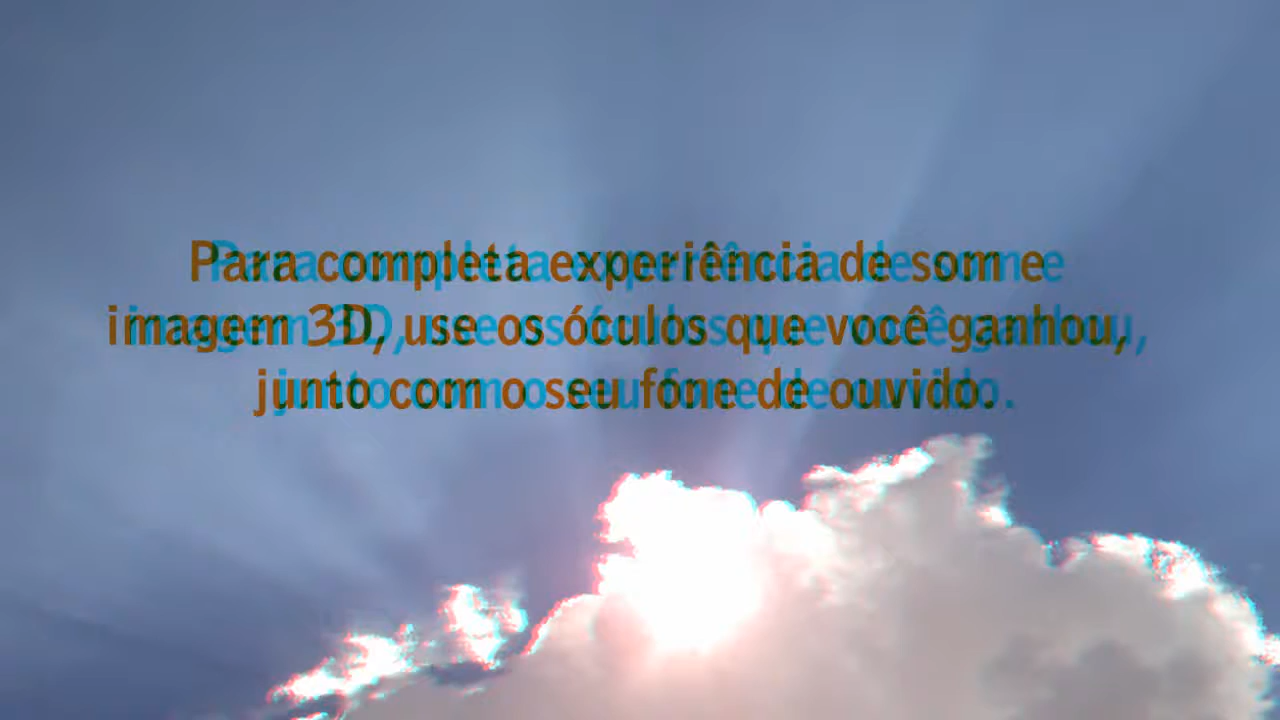 Para completa experiência de som e
imagem 3D, use os óculos que você ganhou,
junto com o seu fone de ouvido.